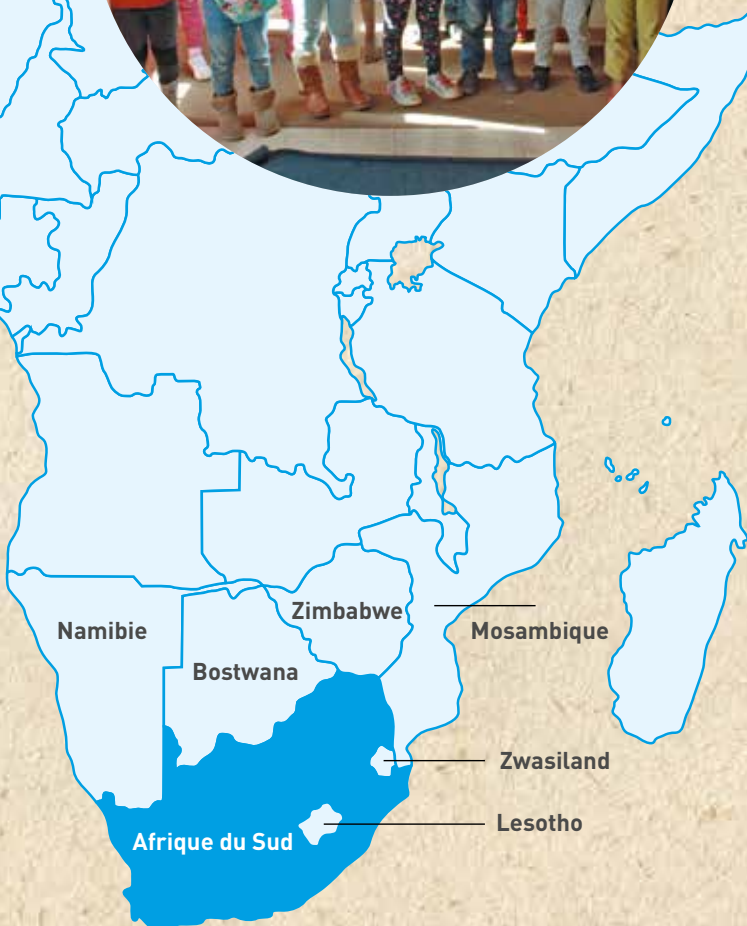 Zimbabwe
Namibie
Mosambique
Bostwana
Zwasiland
Lesotho
Afrique du Sud